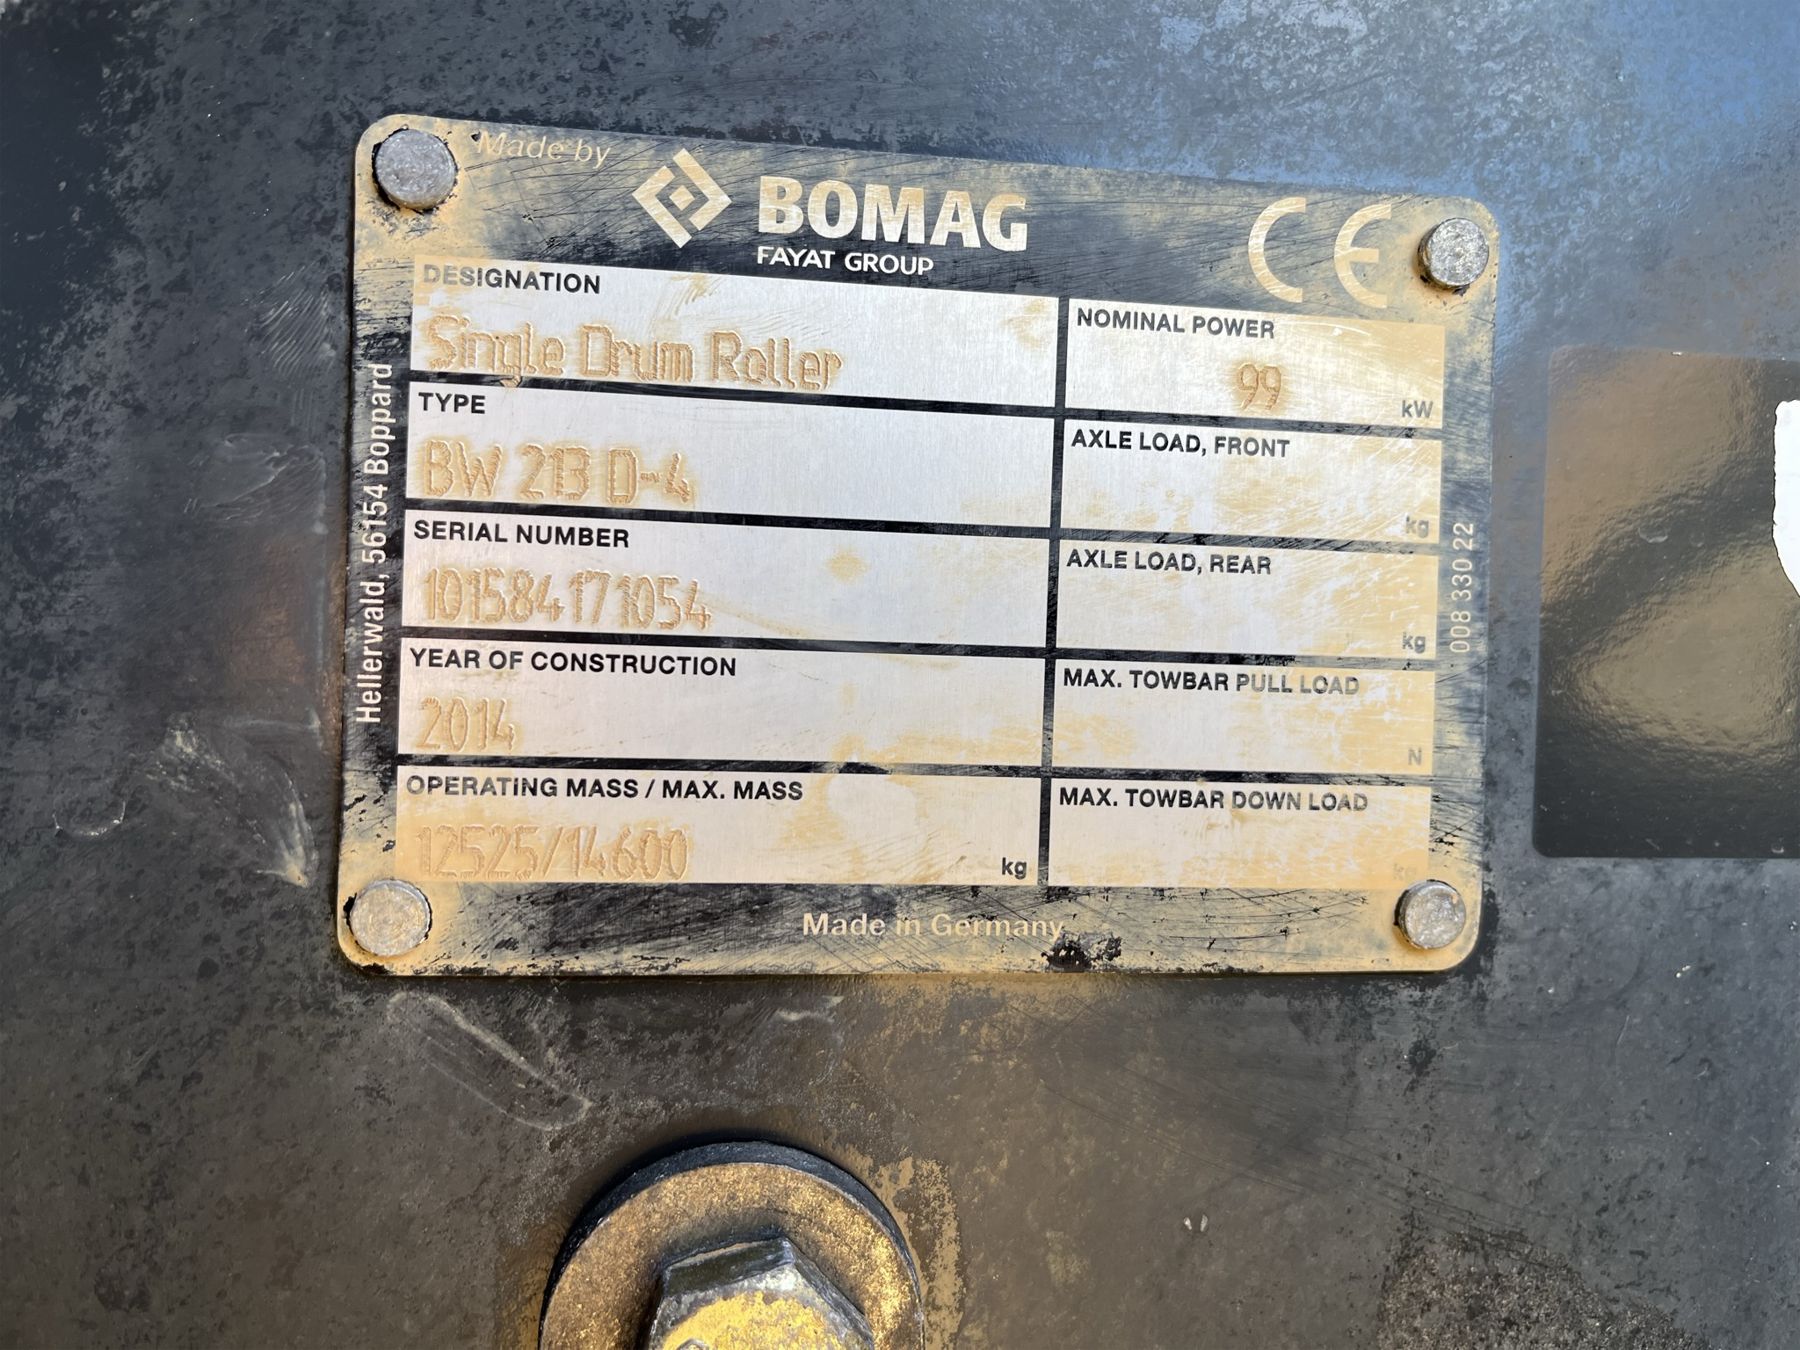 Made by
BOMAG
FAYAT GROUP
CE
DESIGNATION
Single Drum Roller
NOMINAL POWER
99
kW
TYPE
BW 213 D-4
AXLE LOAD, FRONT
kg
SERIAL NUMBER
101584171054
AXLE LOAD, REAR
kg
YEAR OF CONSTRUCTION
2014
MAX. TOWBAR PULL LOAD
N
OPERATING MASS / MAX. MASS
12525/14600
kg
MAX. TOWBAR DOWN LOAD
kg
Made in Germany
Hellerwald, 56154 Boppard
008 330 22